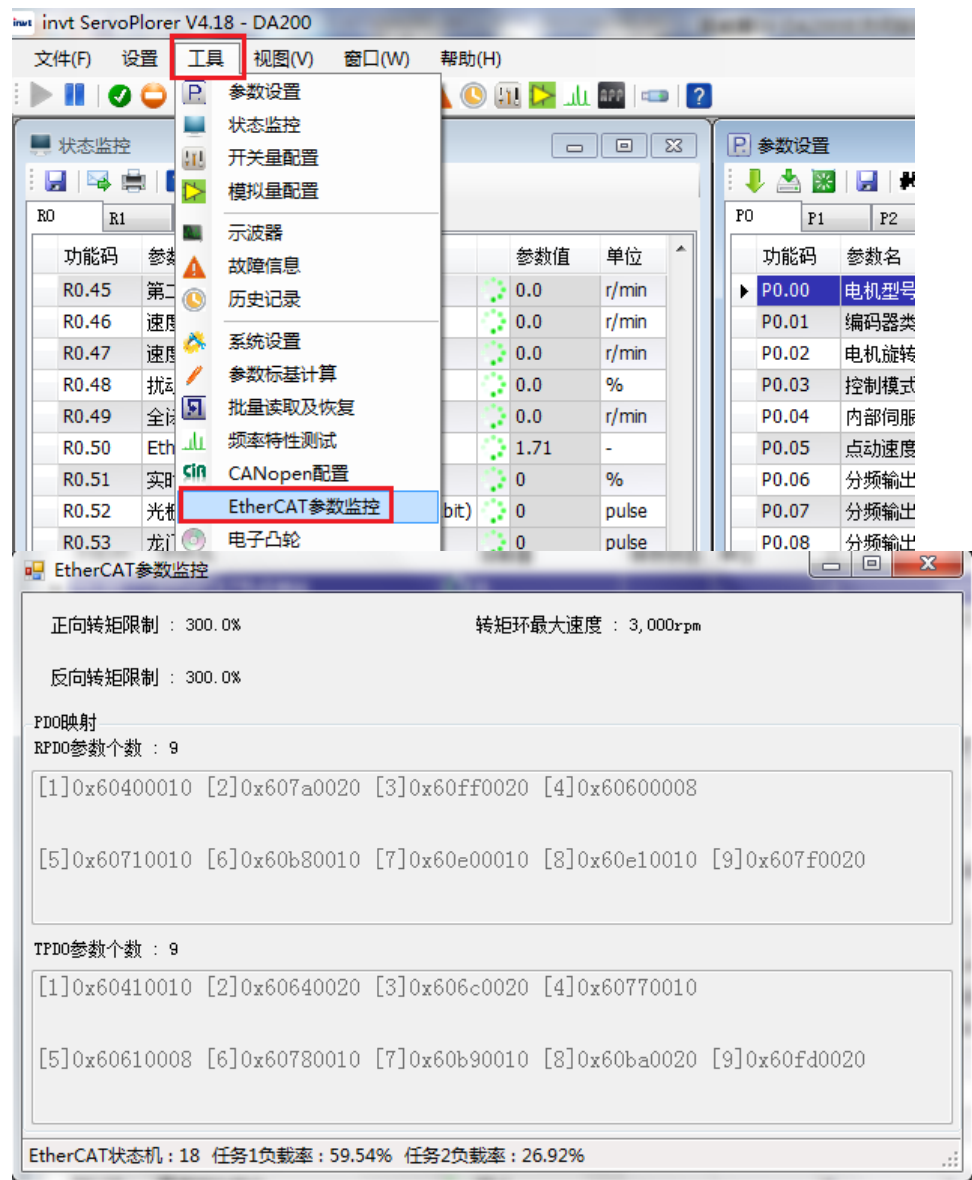 invt ServoPlorer V4.18 - DA200
文件(F) 设置 工具 视图(V) 窗口(W) 帮助(H)
参数设置
状态监控
开关量配置
模拟量配置
示波器
故障信息
历史记录
系统设置
参数标基计算
批量读取及恢复
频率特性测试
CANopen配置
EtherCAT参数监控
电子凸轮
状态监控
R0 R1
功能码 参数值 单位
R0.45 第二 0.0 r/min
R0.46 速度 0.0 r/min
R0.47 速度 0.0 r/min
R0.48 扰动 0.0 %
R0.49 全闭 0.0 r/min
R0.50 Eth 1.71 -
R0.51 实时 0 %
R0.52 光栅 bit) 0 pulse
R0.53 龙门 0 pulse
参数设置
P0 P1 P2
功能码 参数名
P0.00 电机型号
P0.01 编码器类
P0.02 电机旋转
P0.03 控制模式
P0.04 内部伺服
P0.05 点动速度
P0.06 分频输出
P0.07 分频输出
P0.08 分频输出
EtherCAT参数监控
正向转矩限制 : 300.0% 转矩环最大速度 : 3,000rpm
反向转矩限制 : 300.0%
PDO映射
RPDO参数个数 : 9
[1]0x60400010 [2]0x607a0020 [3]0x60ff0020 [4]0x60600008
[5]0x60710010 [6]0x60b80010 [7]0x60e00010 [8]0x60e10010 [9]0x607f0020
TPDO参数个数 : 9
[1]0x60410010 [2]0x60640020 [3]0x606c0020 [4]0x60770010
[5]0x60610008 [6]0x60780010 [7]0x60b90010 [8]0x60ba0020 [9]0x60fd0020
EtherCAT状态机 : 18 任务1负载率 : 59.54% 任务2负载率 : 26.92%